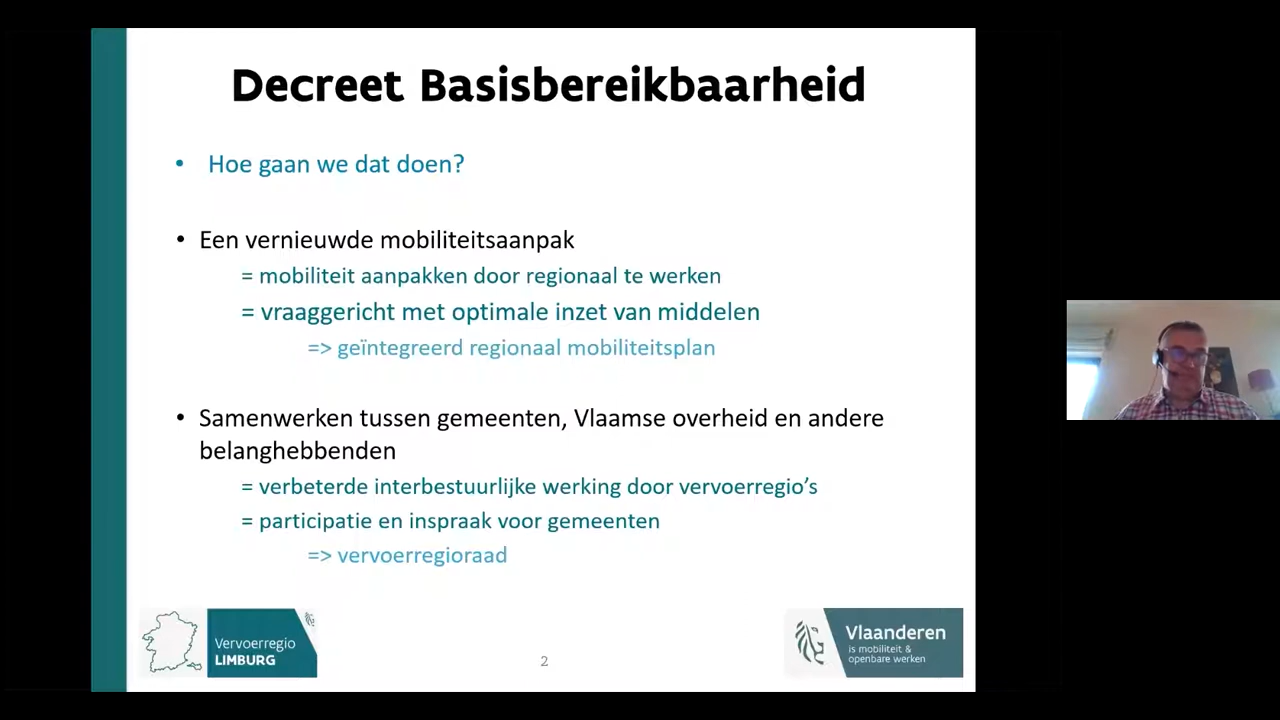 Decreet Basisbereikbaarheid
• Hoe gaan we dat doen?
• Een vernieuwde mobiliteitsaanpak
= mobiliteit aanpakken door regionaal te werken
= vraaggericht met optimale inzet van middelen
=> geïntegreerd regionaal mobiliteitsplan
• Samenwerken tussen gemeenten, Vlaamse overheid en andere
belanghebbenden
= verbeterde interbestuurlijke werking door vervoerregio’s
= participatie en inspraak voor gemeenten
=> vervoerregioraad
Vervoerregio
LIMBURG
2
Vlaanderen
is mobiliteit &
openbare werken